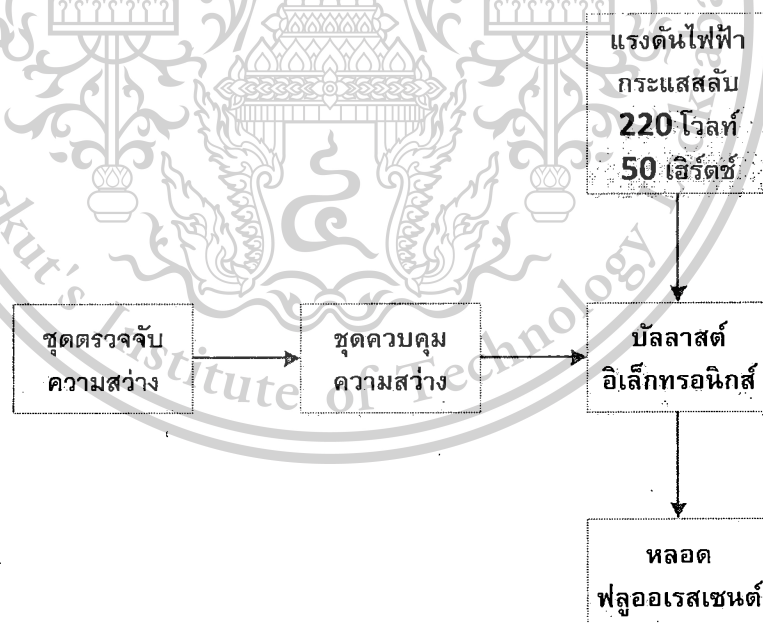 แรงดันไฟฟ้า
กระแสสลับ
220 โวลท์
50 เฮิร์ตซ์
ชุดตรวจจับ
ความสว่าง
ชุดควบคุม
ความสว่าง
บัลลาสต์
อิเล็กทรอนิกส์
หลอด
ฟลูออเรสเซนต์
kut's Institute of Technology